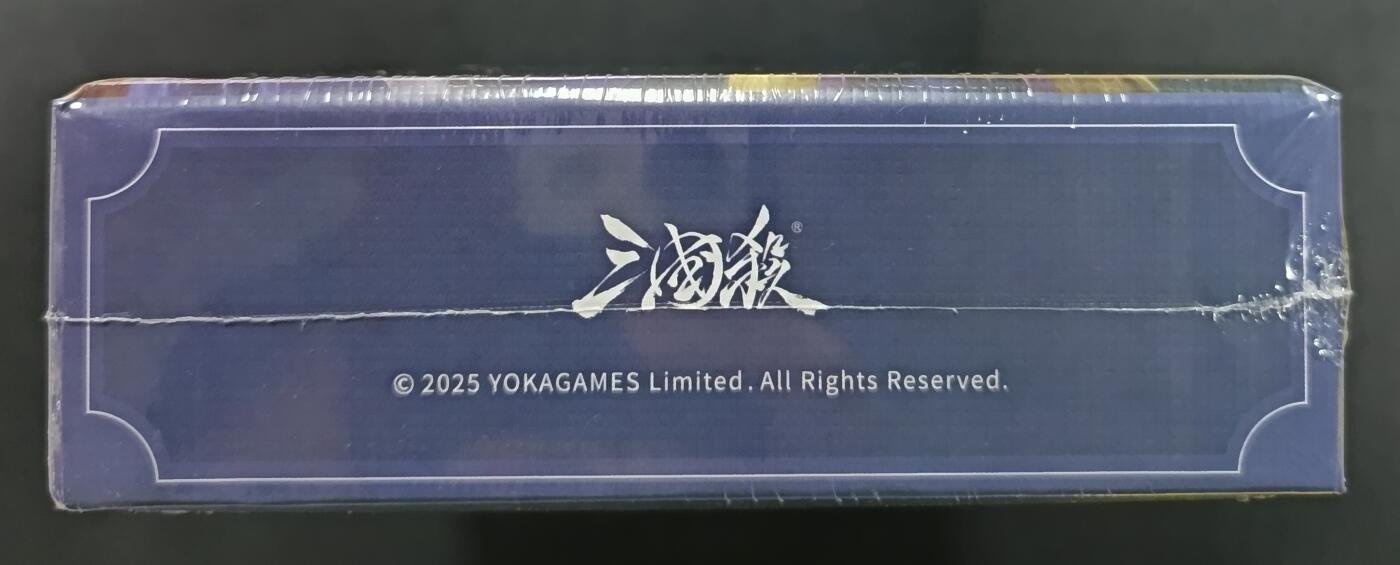 三國殺®
© 2025 YOKAGAMES Limited. All Rights Reserved.